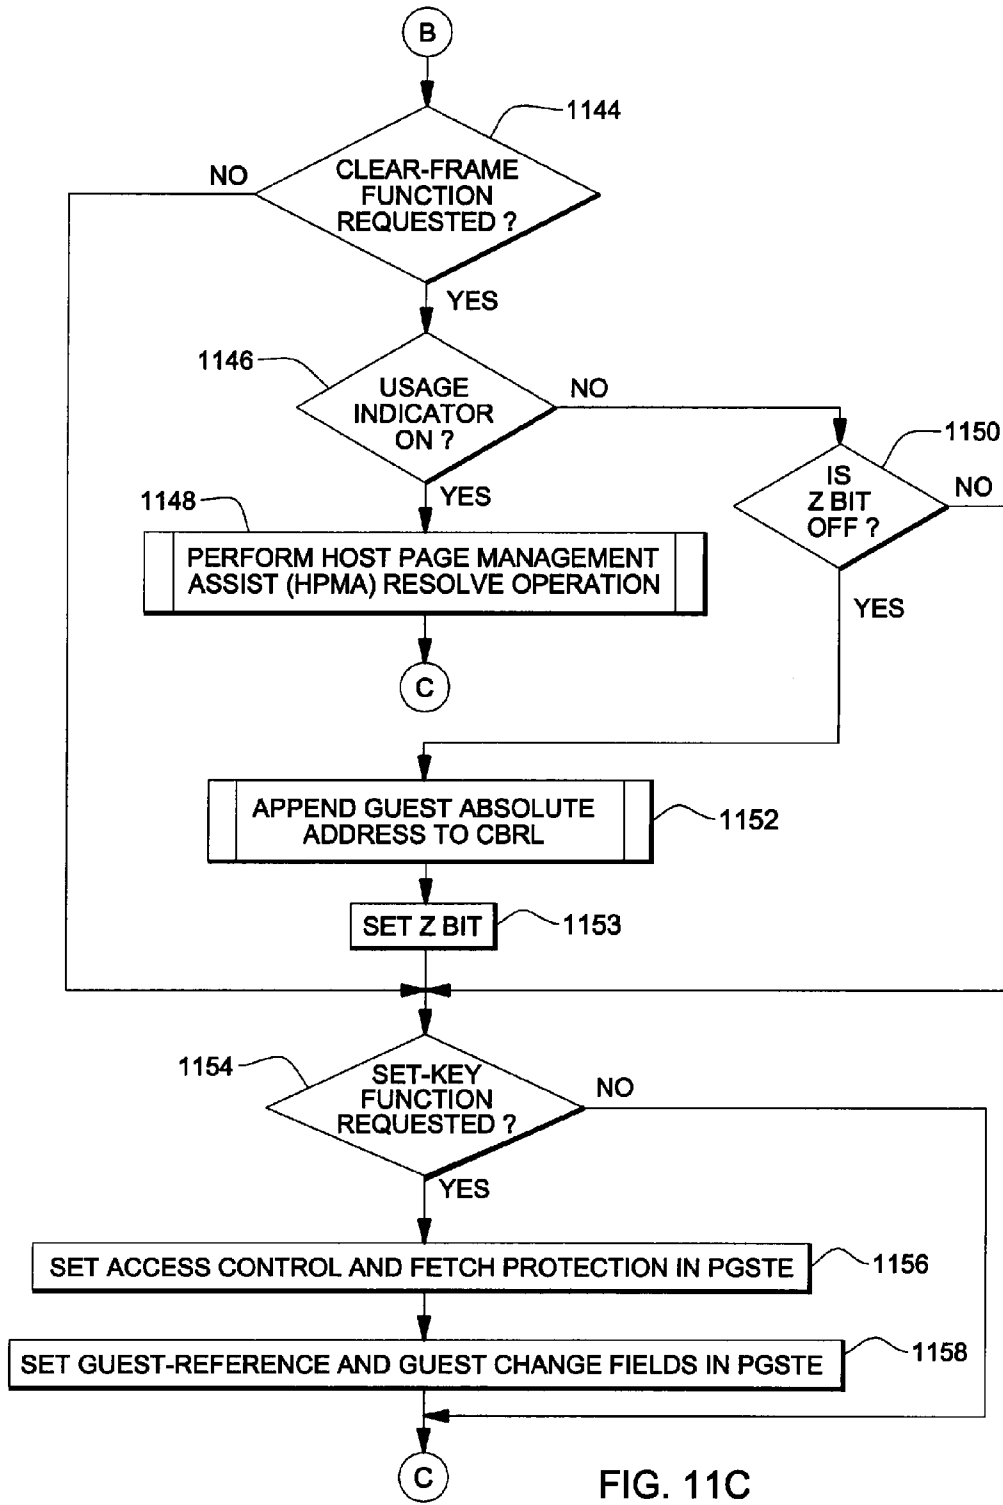 B
1144
CLEAR-FRAME
FUNCTION
REQUESTED ?
NO
YES
1146
USAGE
INDICATOR
ON ?
NO
1150
IS
Z BIT
OFF ?
NO
YES
YES
1148
PERFORM HOST PAGE MANAGEMENT
ASSIST (HPMA) RESOLVE OPERATION
C
APPEND GUEST ABSOLUTE
ADDRESS TO CBRL
1152
SET Z BIT
1153
1154
SET-KEY
FUNCTION
REQUESTED ?
NO
YES
SET ACCESS CONTROL AND FETCH PROTECTION IN PGSTE
1156
SET GUEST-REFERENCE AND GUEST CHANGE FIELDS IN PGSTE
1158
C
FIG. 11C